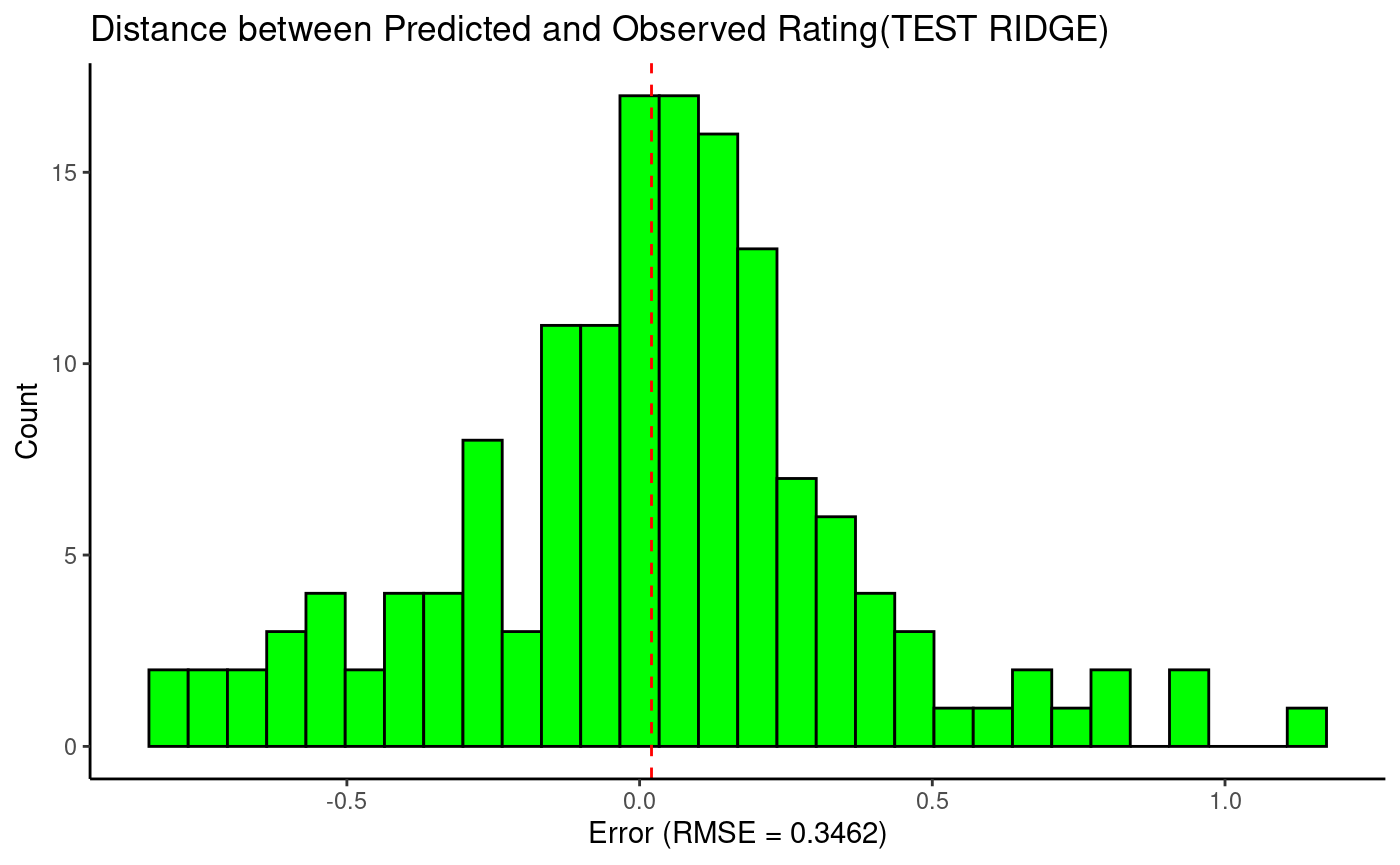 Distance between Predicted and Observed Rating(TEST RIDGE)
15
10
5
0
Count
-0.5 0.0 0.5 1.0
Error (RMSE = 0.3462)